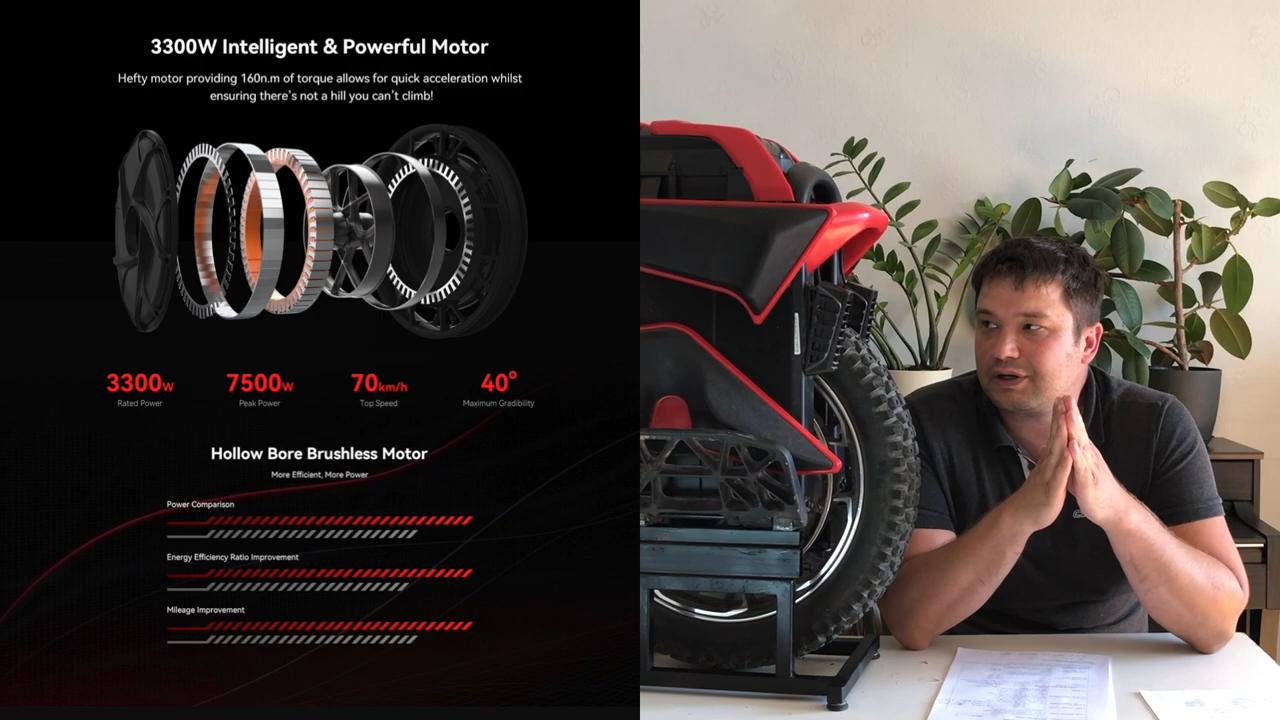 3300W Intelligent & Powerful Motor
Hefty motor providing 160n.m of torque allows for quick acceleration whilst
ensuring there's not a hill you can't climb!
3300W 7500W 70km/h 40°
Rated Power Peak Power Top Speed Maximum Gradibility
Hollow Bore Brushless Motor
More Efficient, More Power
Power Comparison
Energy Efficiency Ratio Improvement
Mileage Improvement